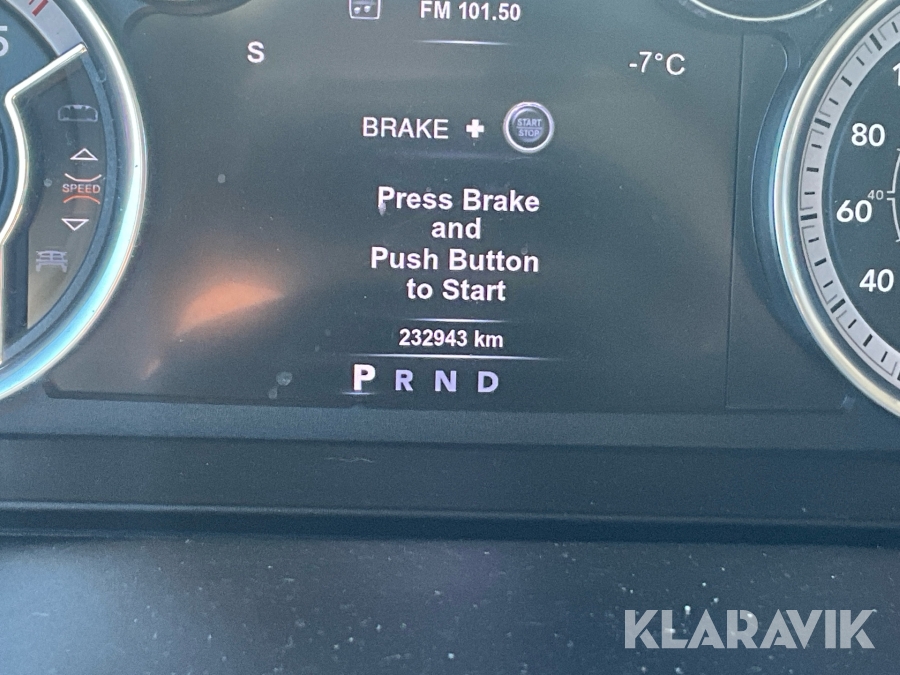 FM 101.50
S
-7°C
BRAKE + START STOP
Press Brake
and
Push Button
to Start
232943 km
P R N D
5
SPEED
80
60
40
40
KLARAVIK